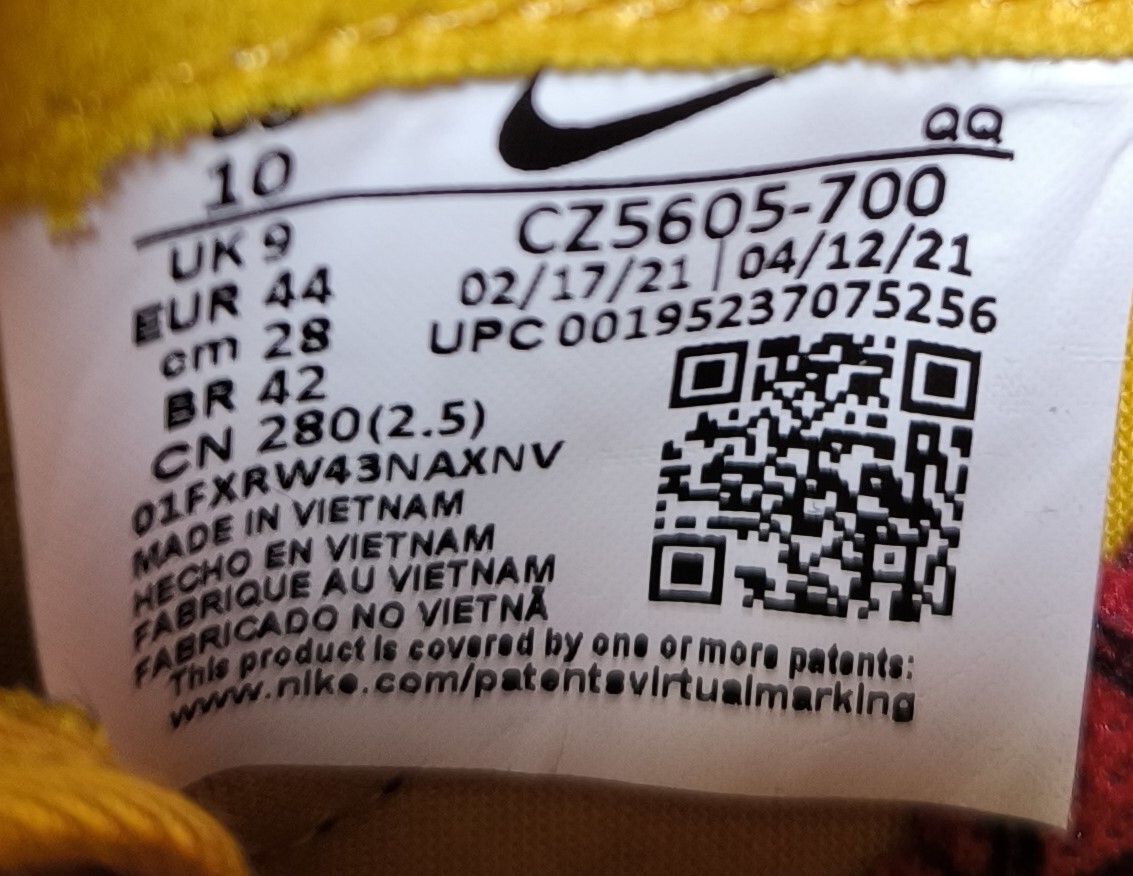 QQ
10
UK 9
EUR 44
cm 28
BR 42
CN 280(2.5)
CZ5605-700
02/17/21 | 04/12/21
UPC 00195237075256
01FXRW43NAXNV
MADE IN VIETNAM
HECHO EN VIETNAM
FABRIQUE AU VIETNAM
FABRICADO NO VIETNÃ
This product is covered by one or more patents:
www.nike.com/patentsvirtualmarking